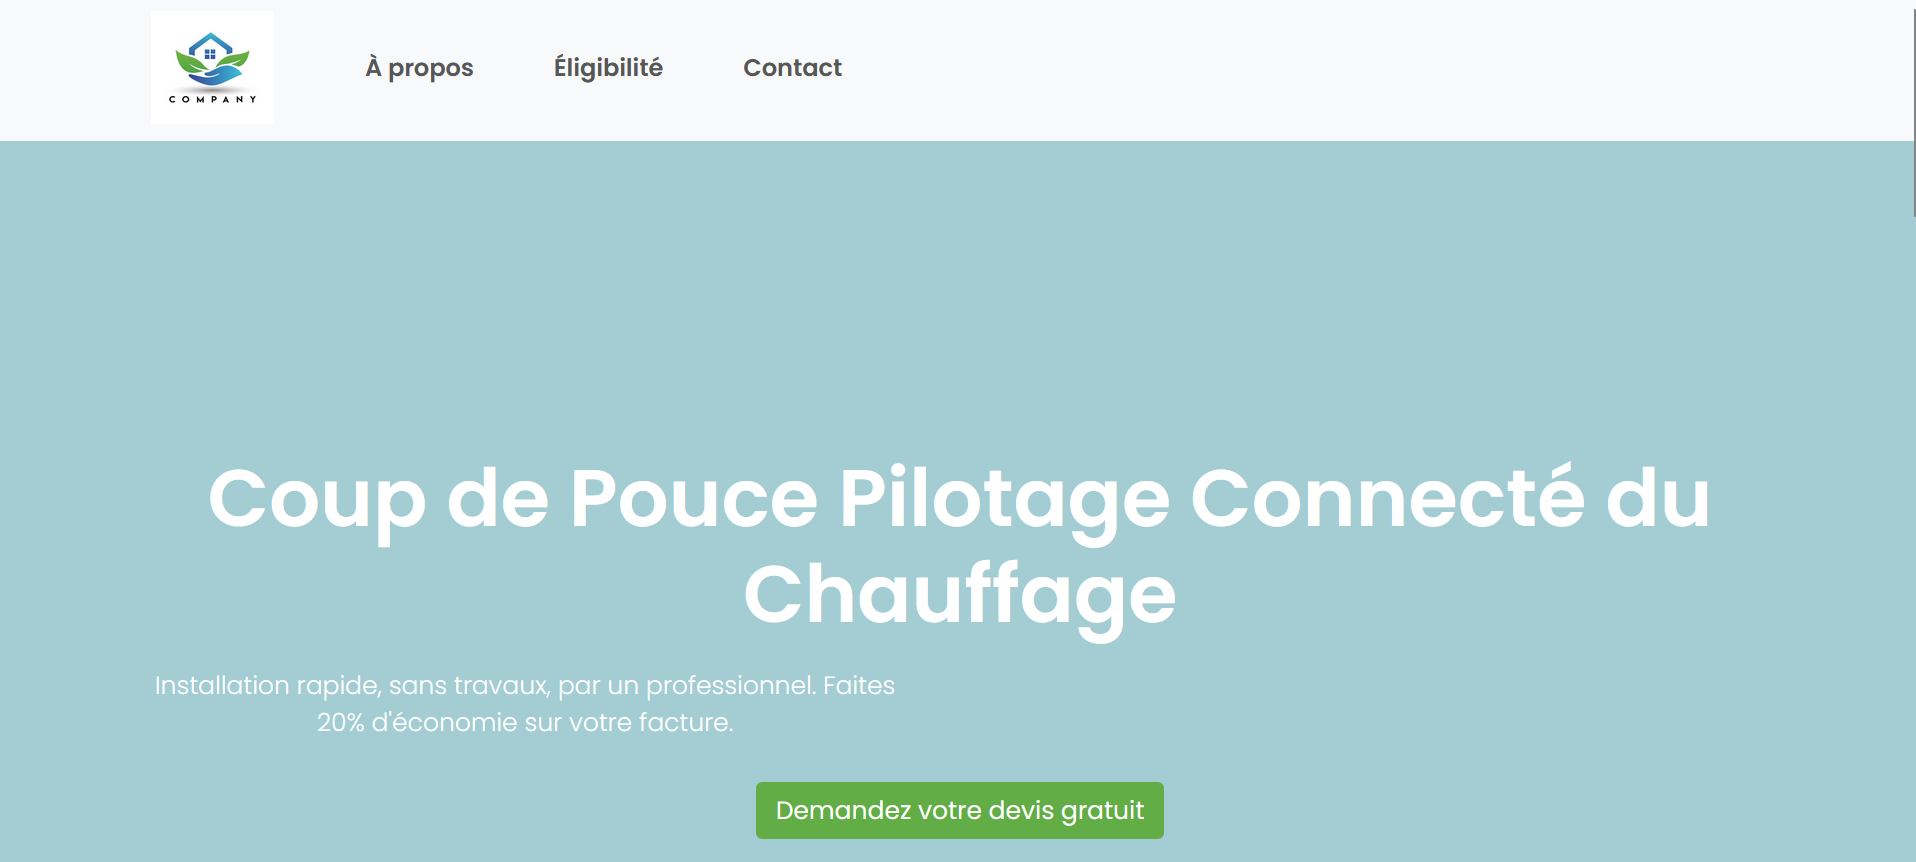 COMPANY
À propos
Éligibilité
Contact
Coup de Pouce Pilotage Connecté du
Chauffage
Installation rapide, sans travaux, par un professionnel. Faites
20% d'économie sur votre facture.
Demandez votre devis gratuit